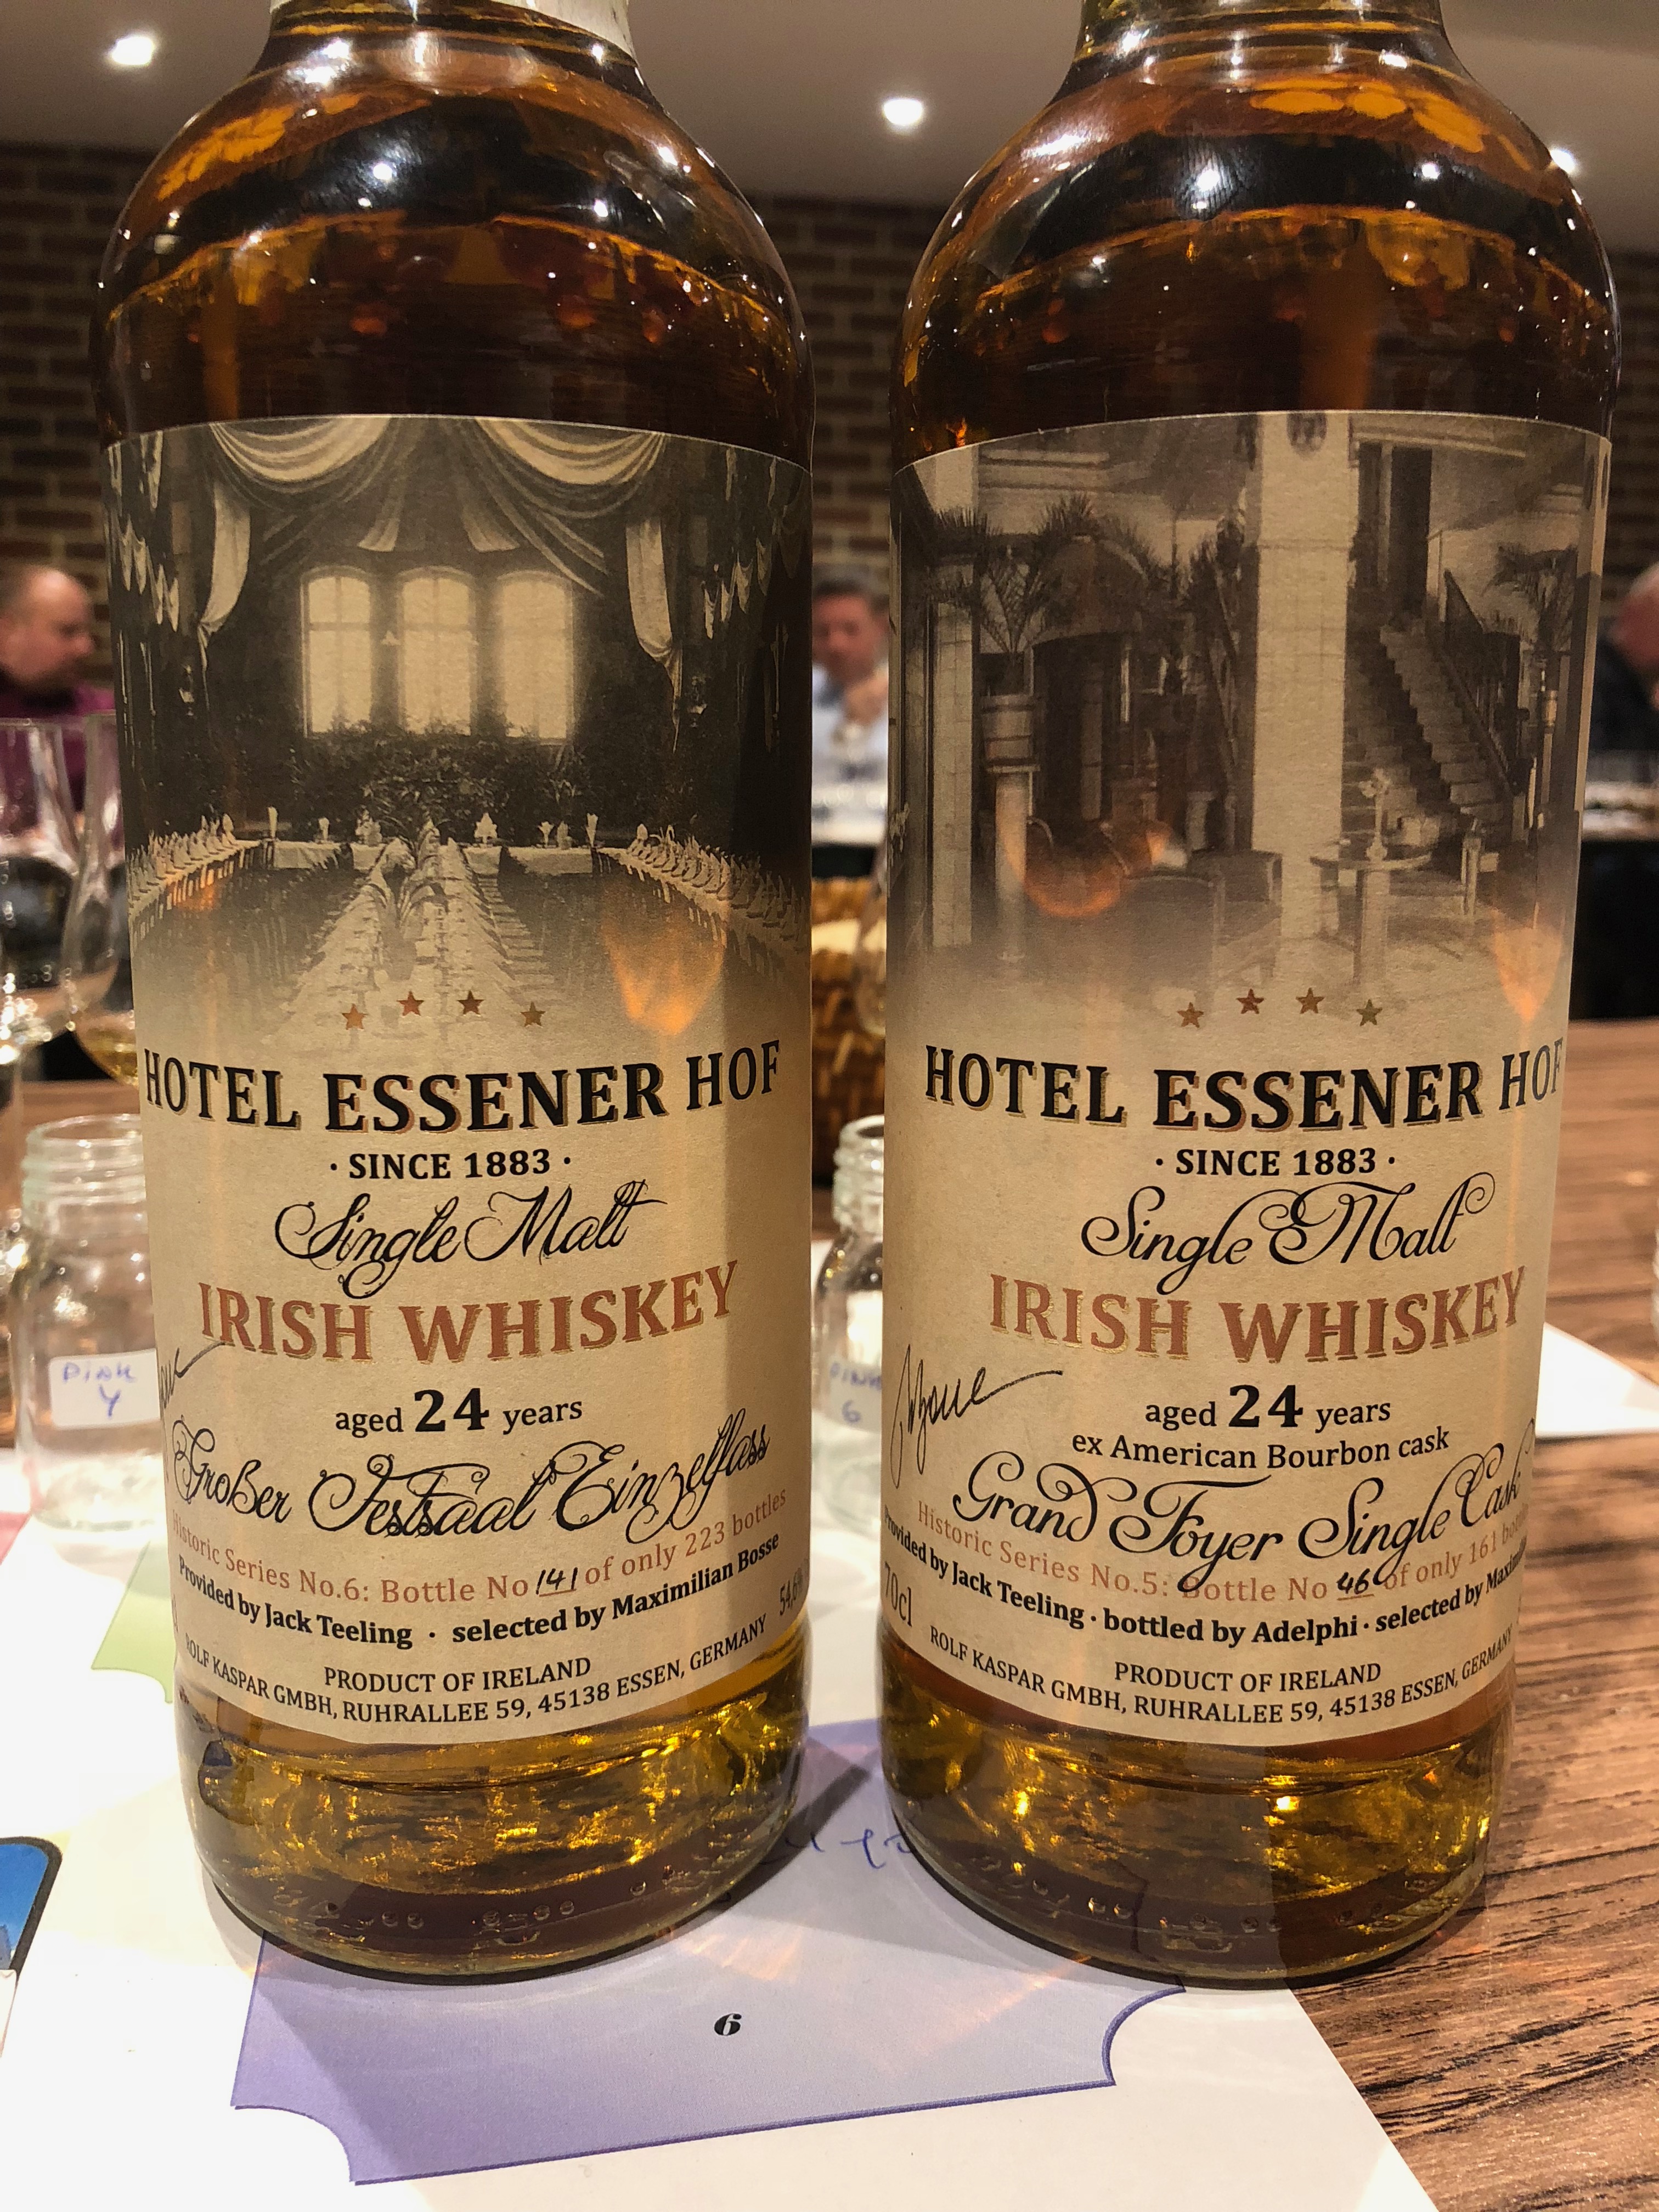 HOTEL ESSENER HOF
· SINCE 1883 ·
Single Malt
IRISH WHISKEY
aged 24 years
Großer Festsaal Einzelfass
Historic Series No.6: Bottle No 141 of only 223 bottles
Provided by Jack Teeling · selected by Maximilian Bosse
54,6%
PRODUCT OF IRELAND
ROLF KASPAR GMBH, RUHRALLEE 59, 45138 ESSEN, GERMANY
HOTEL ESSENER HOF
· SINCE 1883 ·
Single Malt
IRISH WHISKEY
aged 24 years
ex American Bourbon cask
Grand Foyer Single Cask
Historic Series No.5: Bottle No 46 of only 161
Provided by Jack Teeling · bottled by Adelphi · selected by
70cl
PRODUCT OF IRELAND
ROLF KASPAR GMBH, RUHRALLEE 59, 45138 ESSEN, GERMANY
Pink
Y
6
6